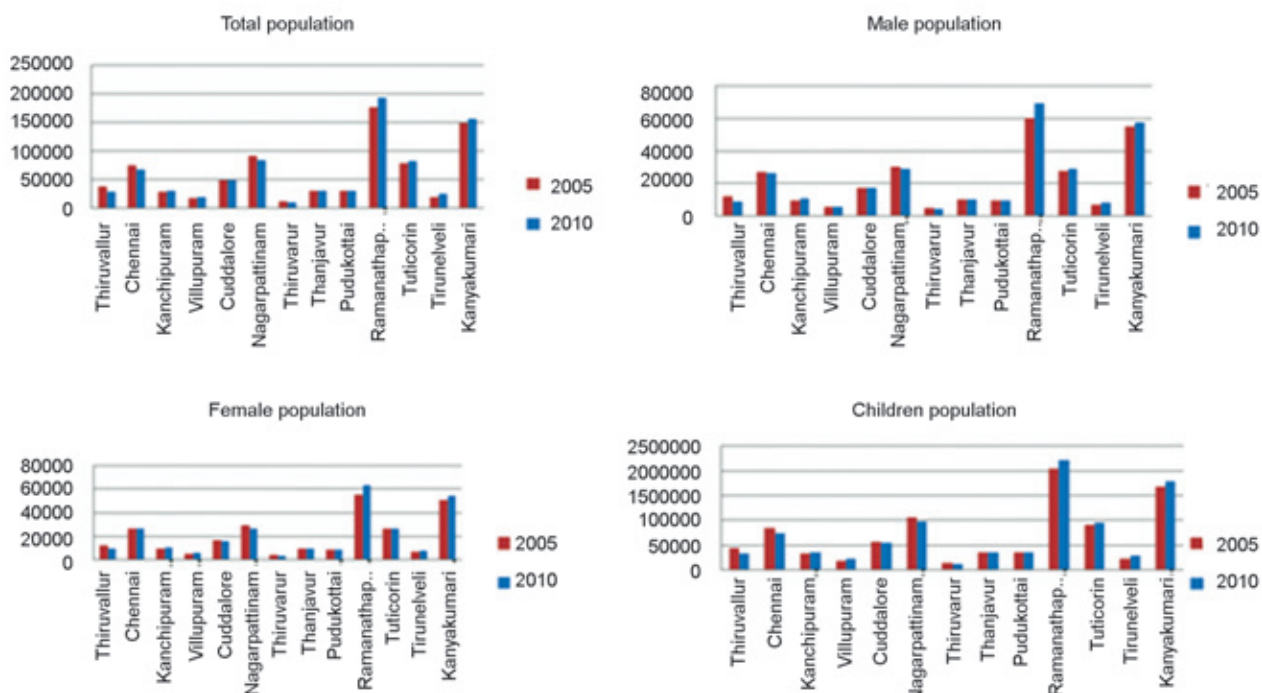 Total population
250000
200000
150000
100000
50000
0
Thiruvallur
Chennai
Kanchipuram
Villupuram
Cuddalore
Nagarpattinam
Thiruvarur
Thanjavur
Pudukottai
Ramanathap..
Tuticorin
Tirunelveli
Kanyakumari
2005
2010
Male population
80000
60000
40000
20000
0
Thiruvallur
Chennai
Kanchipuram
Villupuram
Cuddalore
Nagarpattinam
Thiruvarur
Thanjavur
Pudukottai
Ramanathap..
Tuticorin
Tirunelveli
Kanyakumari
2005
2010
Female population
80000
60000
40000
20000
0
Thiruvallur
Chennai
Kanchipuram
Villupuram
Cuddalore
Nagarpattinam
Thiruvarur
Thanjavur
Pudukottai
Ramanathap..
Tuticorin
Tirunelveli
Kanyakumari
2005
2010
Children population
2500000
2000000
1500000
100000
50000
0
Thiruvallur
Chennai
Kanchipuram
Villupuram
Cuddalore
Nagarpattinam
Thiruvarur
Thanjavur
Pudukottai
Ramanathap..
Tuticorin
Tirunelveli
Kanyakumari
2005
2010